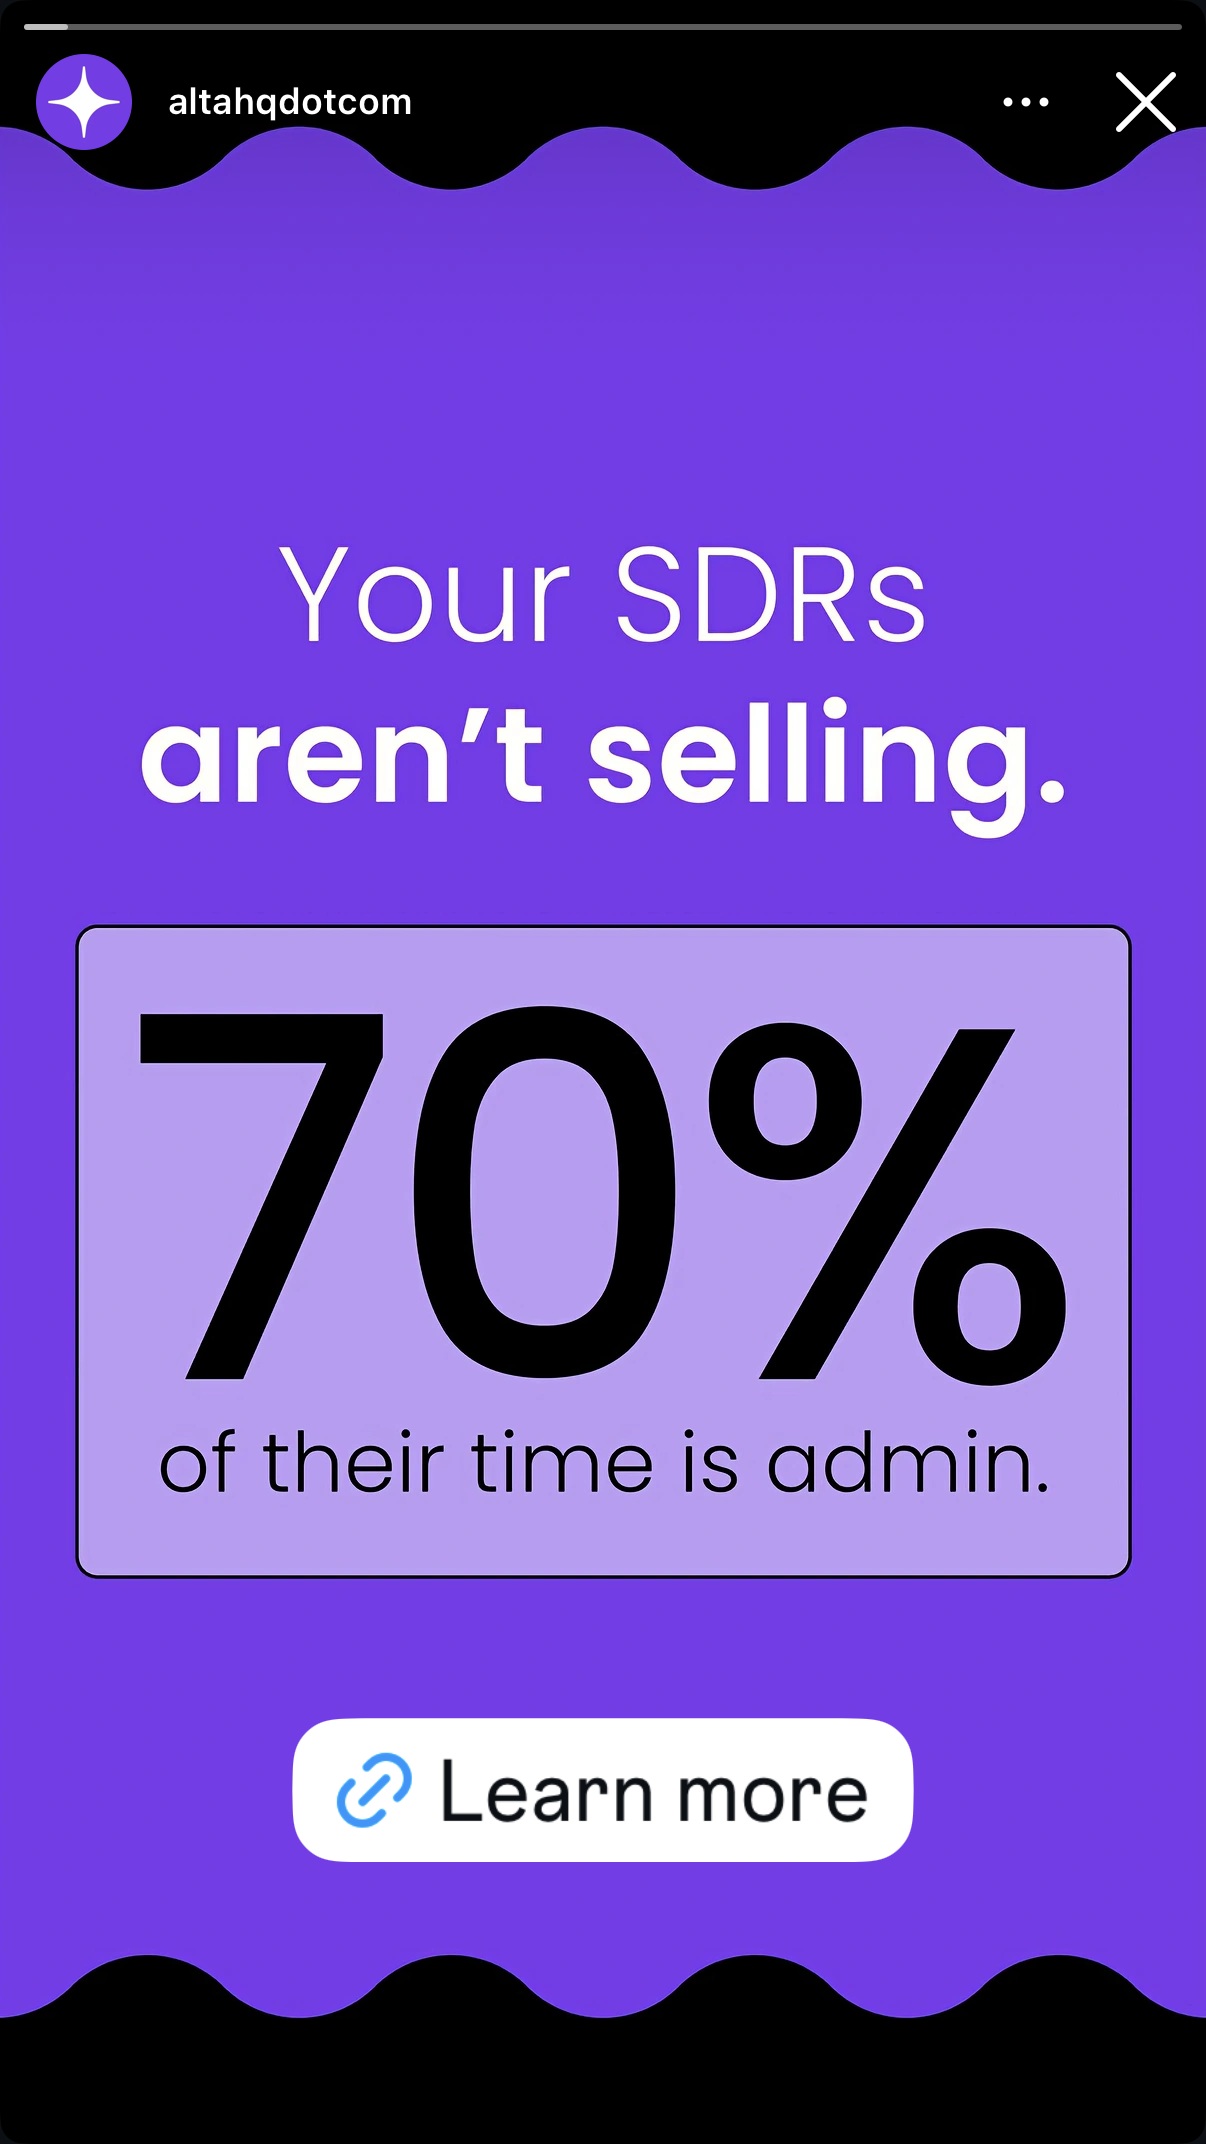 altahqdotcom
Your SDRs
aren’t selling.
70%
of their time is admin.
Learn more